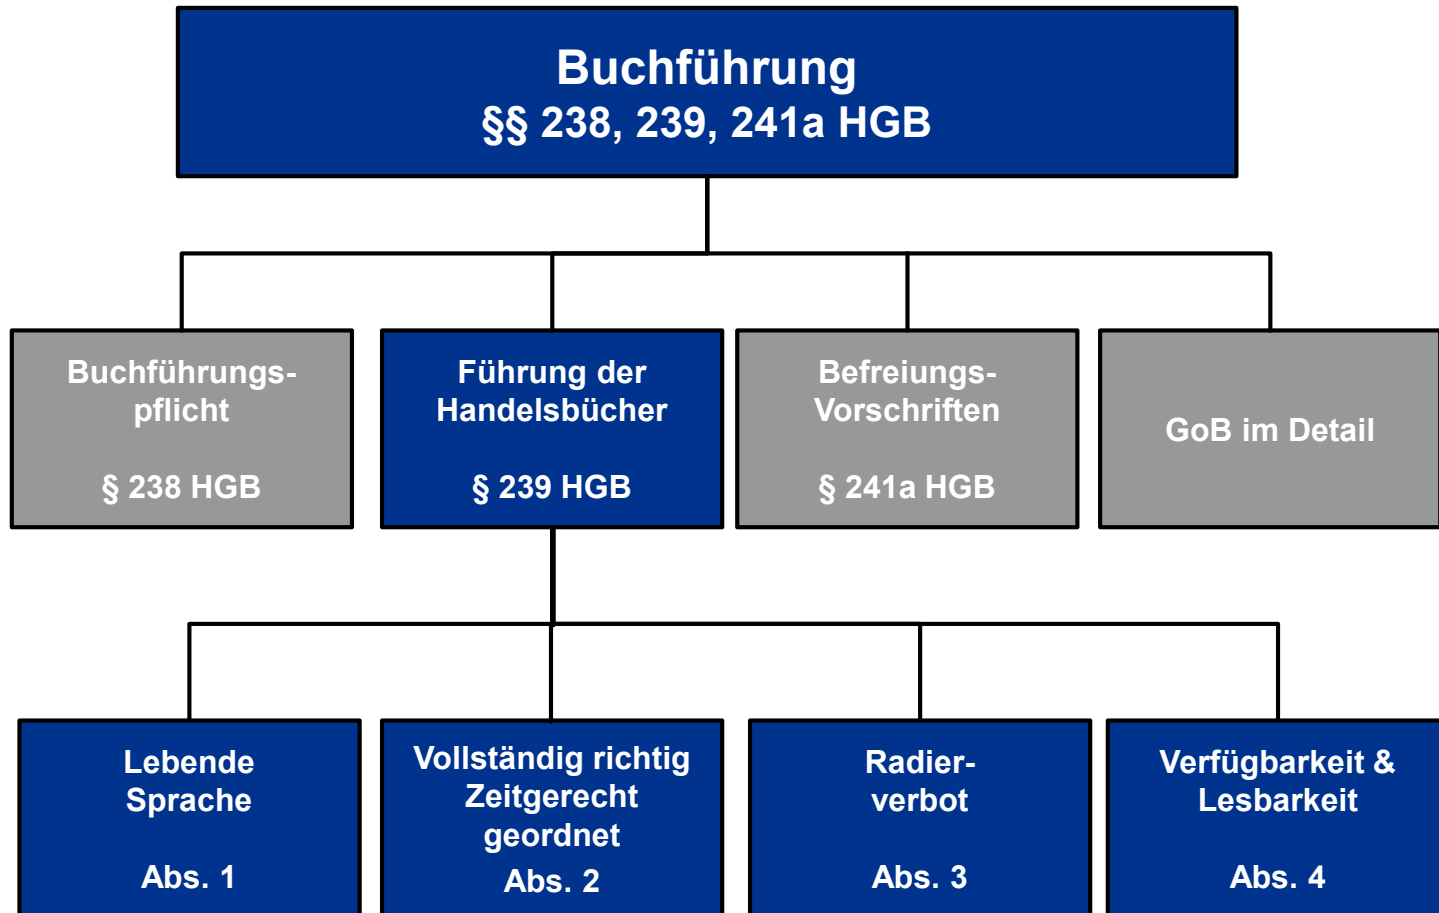 Buchführung
§§ 238, 239, 241a HGB
Buchführungs-
pflicht
§ 238 HGB
Führung der
Handelsbücher
§ 239 HGB
Befreiungs-
Vorschriften
§ 241a HGB
GoB im Detail
Lebende
Sprache
Abs. 1
Vollständig richtig
Zeitgerecht
geordnet
Abs. 2
Radier-
verbot
Abs. 3
Verfügbarkeit &
Lesbarkeit
Abs. 4